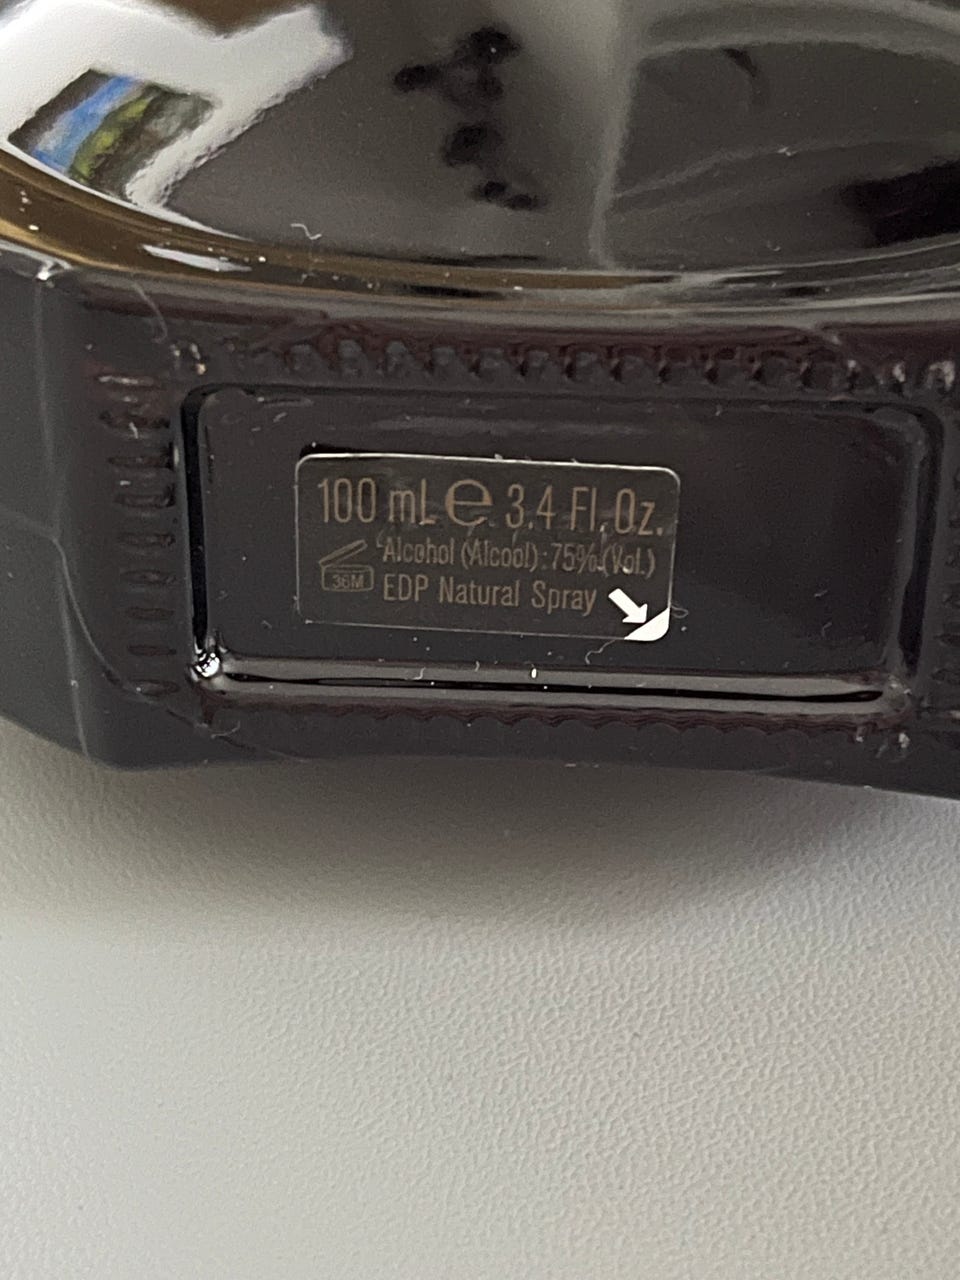 100 mL ℮ 3.4 Fl.Oz.
Alcohol (Alcool):75%(Vol.)
36M
EDP Natural Spray